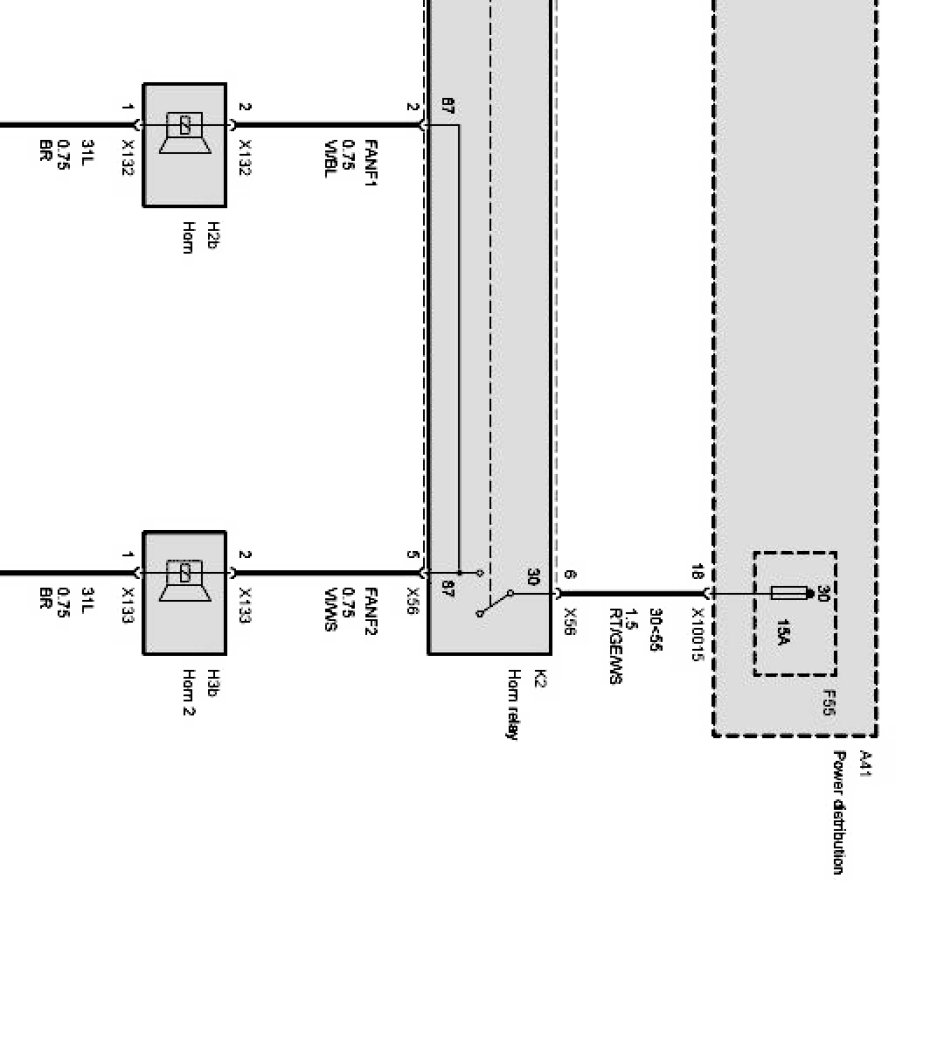 A41
Power distribution
F55
30
15A
18
X10015
30<55
1.5
RT/GE/WS
6
X56
30
K2
Horn relay
87
2
FANF1
0.75
VI/BL
87
5
X56
FANF2
0.75
VI/WS
2
X132
H2b
Horn
1
X132
31L
0.75
BR
2
X133
H3b
Horn 2
1
X133
31L
0.75
BR